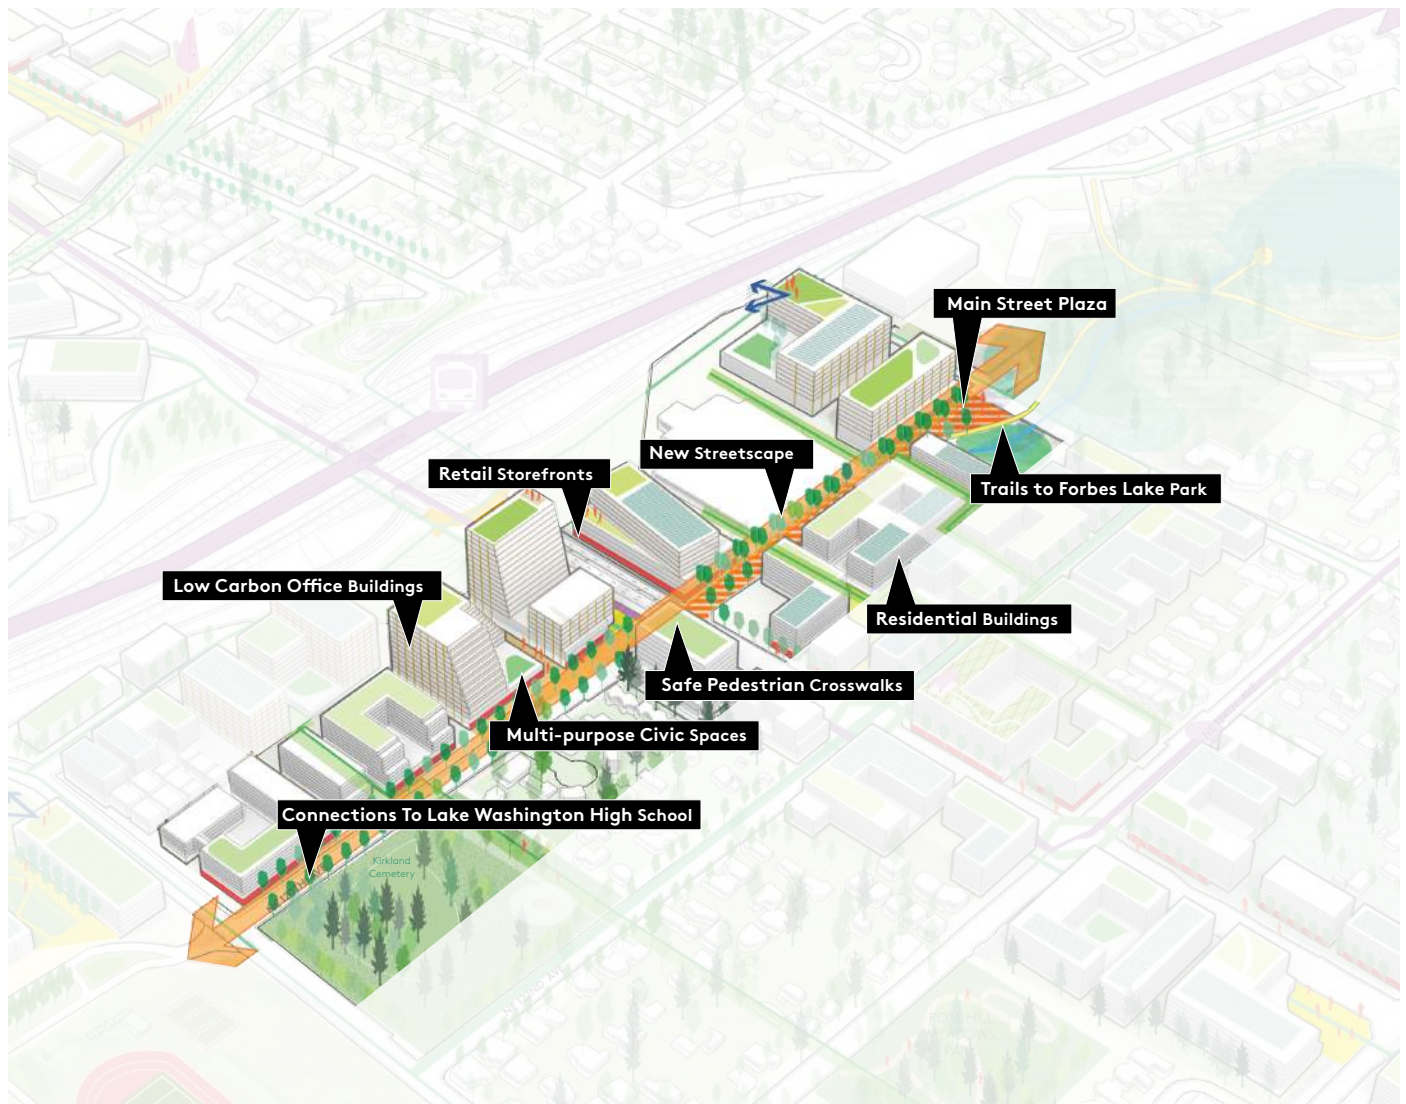 Main Street Plaza
New Streetscape
Retail Storefronts
Trails to Forbes Lake Park
Low Carbon Office Buildings
Residential Buildings
Safe Pedestrian Crosswalks
Multi-purpose Civic Spaces
Connections To Lake Washington High School
Kirkland
Cemetery